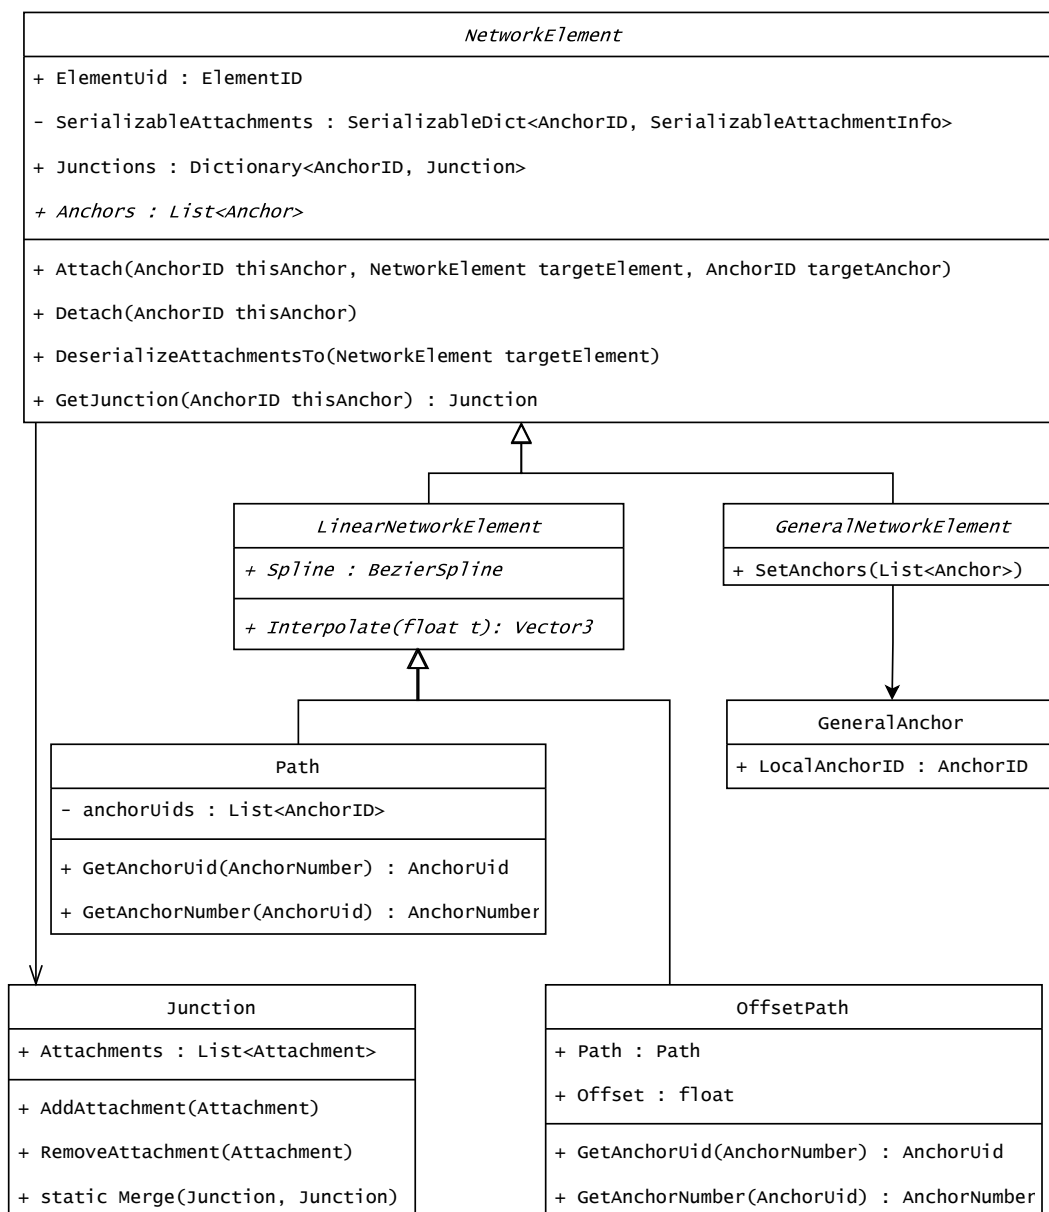 NetworkElement
+ ElementUid : ElementID
- SerializableAttachments : SerializableDict<AnchorID, SerializableAttachmentInfo>
+ Junctions : Dictionary<AnchorID, Junction>
+ Anchors : List<Anchor>
+ Attach(AnchorID thisAnchor, NetworkElement targetElement, AnchorID targetAnchor)
+ Detach(AnchorID thisAnchor)
+ DeserializeAttachmentsTo(NetworkElement targetElement)
+ GetJunction(AnchorID thisAnchor) : Junction
LinearNetworkElement
+ Spline : BezierSpline
+ Interpolate(float t): Vector3
GeneralNetworkElement
+ SetAnchors(List<Anchor>)
GeneralAnchor
+ LocalAnchorID : AnchorID
Path
- anchorUids : List<AnchorID>
+ GetAnchorUid(AnchorNumber) : AnchorUid
+ GetAnchorNumber(AnchorUid) : AnchorNumber
Junction
+ Attachments : List<Attachment>
+ AddAttachment(Attachment)
+ RemoveAttachment(Attachment)
+ static Merge(Junction, Junction)
OffsetPath
+ Path : Path
+ Offset : float
+ GetAnchorUid(AnchorNumber) : AnchorUid
+ GetAnchorNumber(AnchorUid) : AnchorNumber